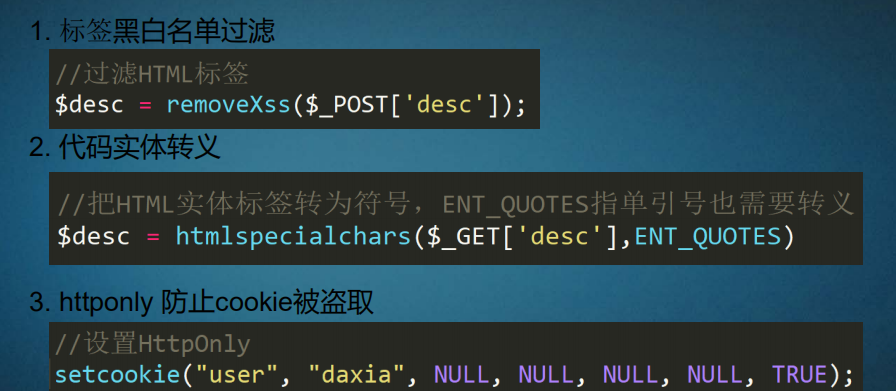 1. 标签黑白名单过滤
//过滤HTML标签
$desc = removeXss($_POST['desc']);
2. 代码实体转义
//把HTML实体标签转为符号，ENT_QUOTES指单引号也需要转义
$desc = htmlspecialchars($_GET['desc'],ENT_QUOTES)
3. httponly 防止cookie被盗取
//设置HttpOnly
setcookie("user", "daxia", NULL, NULL, NULL, NULL, TRUE);